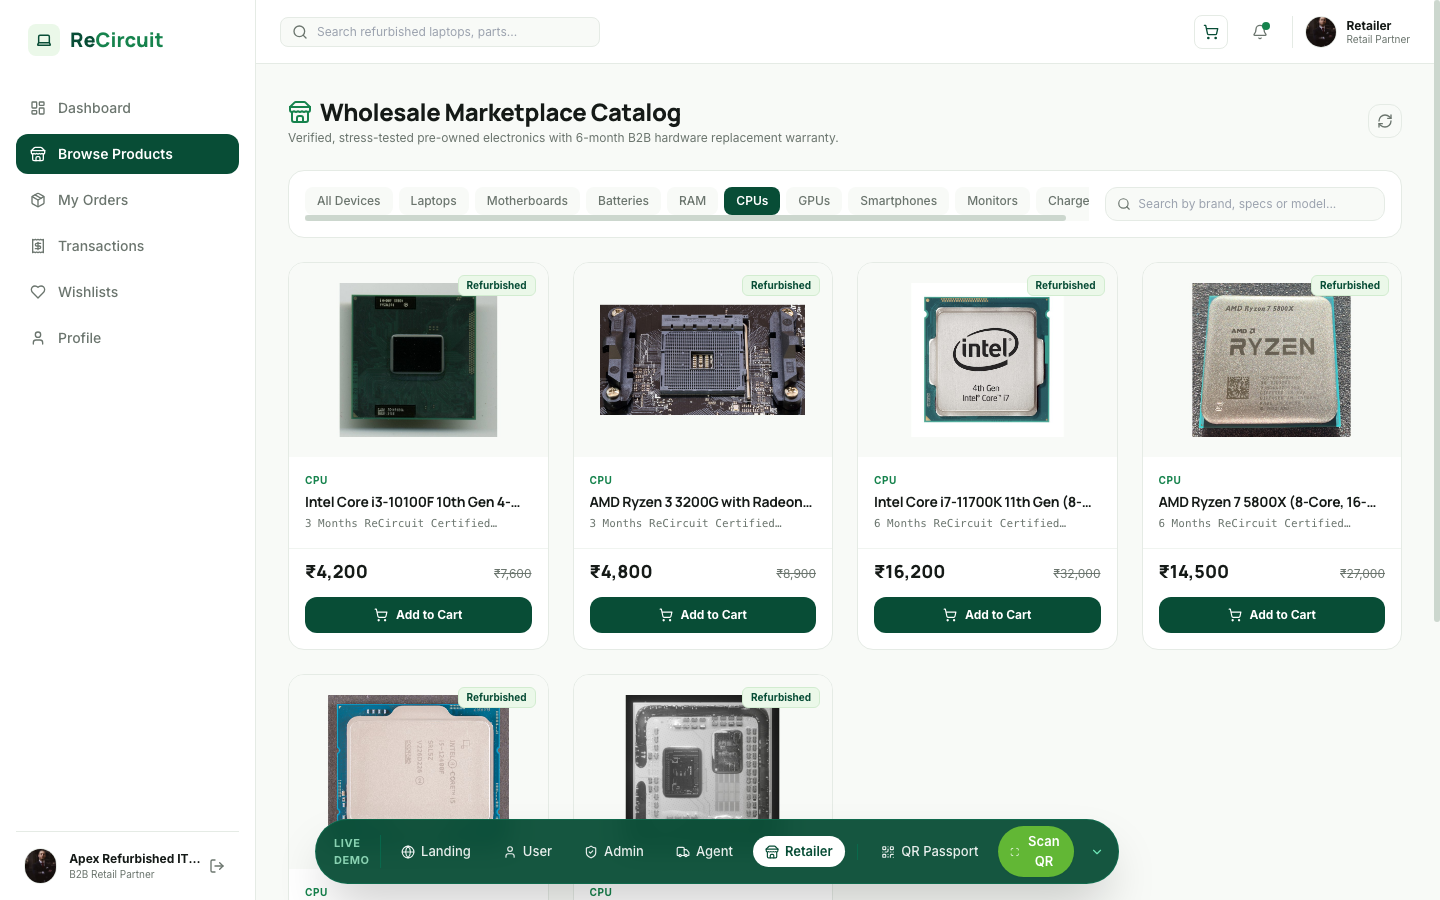 ReCircuit
Search refurbished laptops, parts...
Retailer
Retail Partner
Dashboard
Browse Products
My Orders
Transactions
Wishlists
Profile
Apex Refurbished IT...
B2B Retail Partner
Wholesale Marketplace Catalog
Verified, stress-tested pre-owned electronics with 6-month B2B hardware replacement warranty.
All Devices
Laptops
Motherboards
Batteries
RAM
CPUs
GPUs
Smartphones
Monitors
Charge
Search by brand, specs or model...
Refurbished
CPU
Intel Core i3-10100F 10th Gen 4-...
3 Months ReCircuit Certified…
₹4,200
₹7,600
Add to Cart
Refurbished
CPU
AMD Ryzen 3 3200G with Radeon...
3 Months ReCircuit Certified…
₹4,800
₹8,900
Add to Cart
Refurbished
intel
4th Gen
Intel® Core™ i7
CPU
Intel Core i7-11700K 11th Gen (8-...
6 Months ReCircuit Certified…
₹16,200
₹32,000
Add to Cart
Refurbished
AMD Ryzen 7 5800X
AMD
RYZEN
CPU
AMD Ryzen 7 5800X (8-Core, 16-...
6 Months ReCircuit Certified…
₹14,500
₹27,000
Add to Cart
Refurbished
CPU
Refurbished
CPU
LIVE
DEMO
Landing
User
Admin
Agent
Retailer
QR Passport
Scan
QR